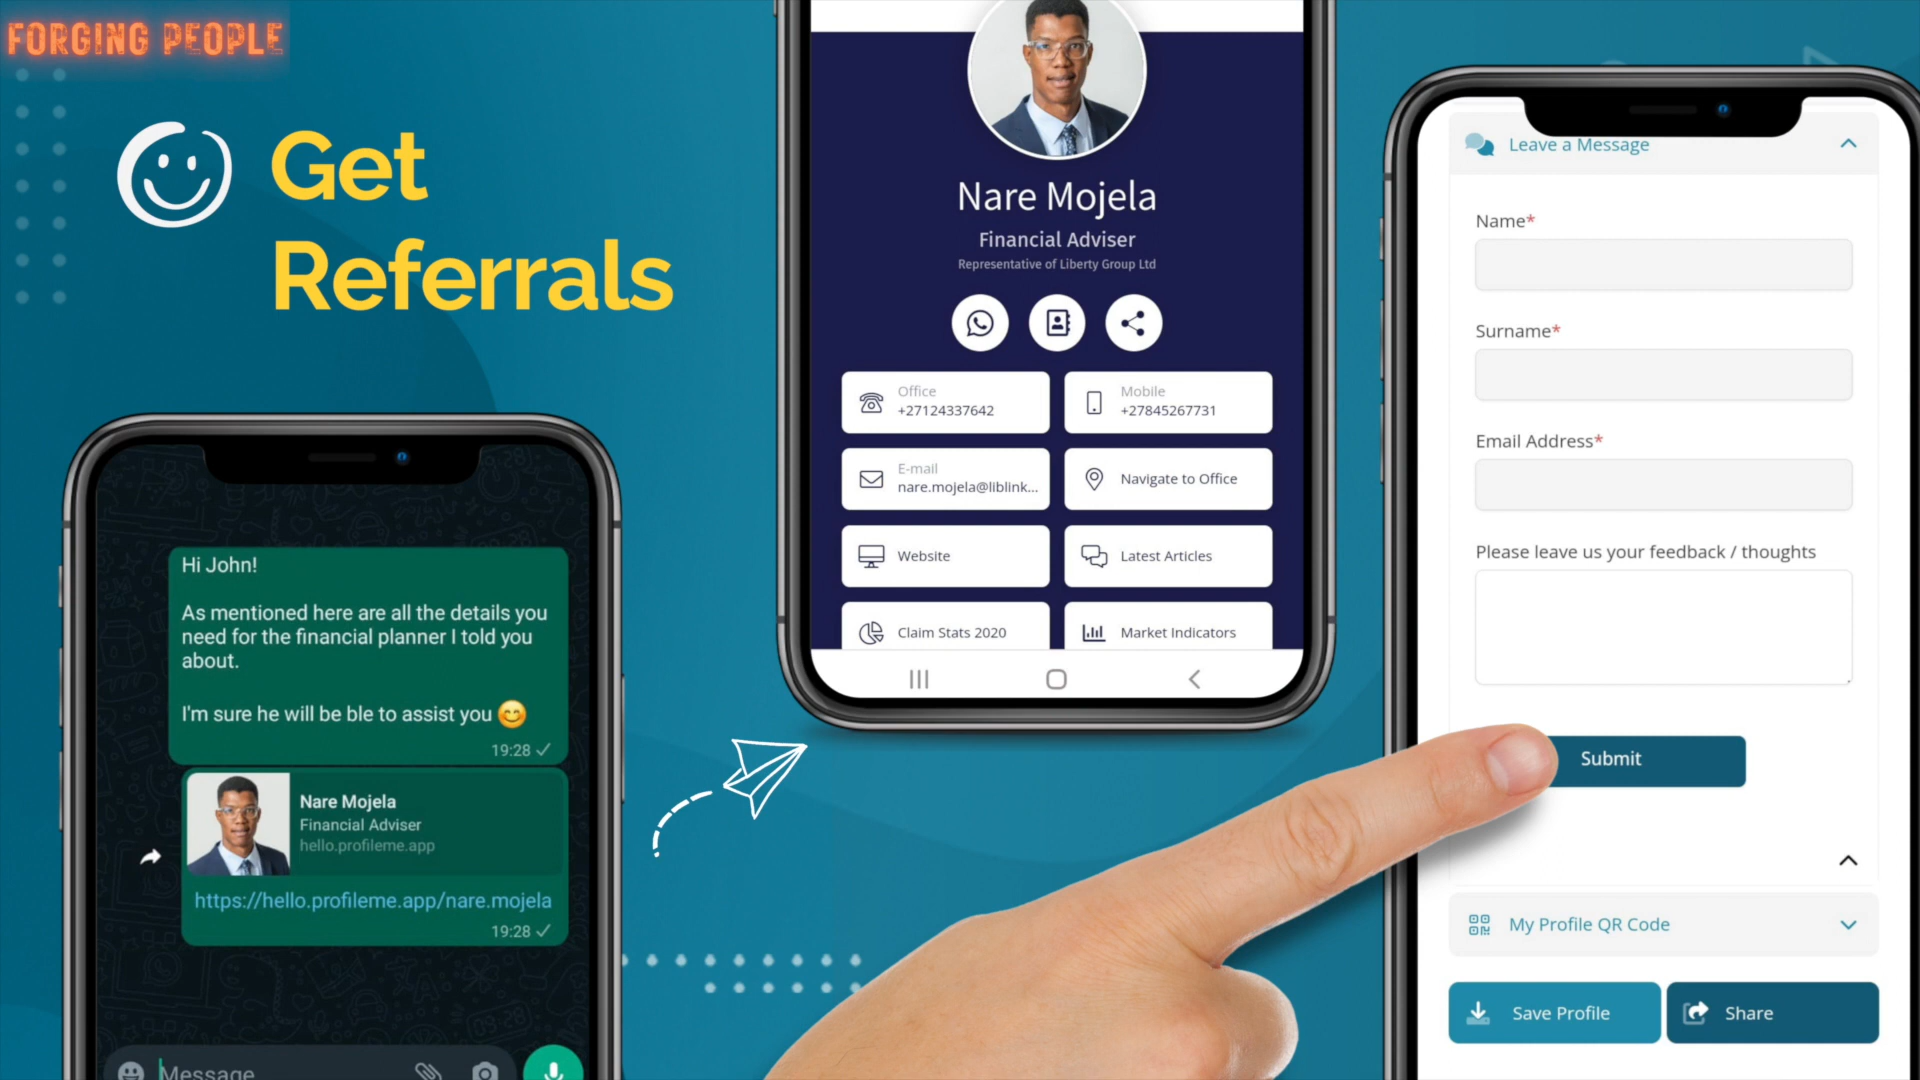 FORGING PEOPLE
Get
Referrals
Hi John!
As mentioned here are all the details you
need for the financial planner I told you
about.
I'm sure he will be ble to assist you 😊
19:28
Nare Mojela
Financial Adviser
hello.profileme.app
https://hello.profileme.app/nare.mojela
19:28
Message
Nare Mojela
Financial Adviser
Representative of Liberty Group Ltd
Office
+27124337642
Mobile
+27845267731
E-mail
nare.mojela@liblink...
Navigate to Office
Website
Latest Articles
Claim Stats 2020
Market Indicators
Leave a Message
Name*
Surname*
Email Address*
Please leave us your feedback / thoughts
Submit
My Profile QR Code
Save Profile
Share